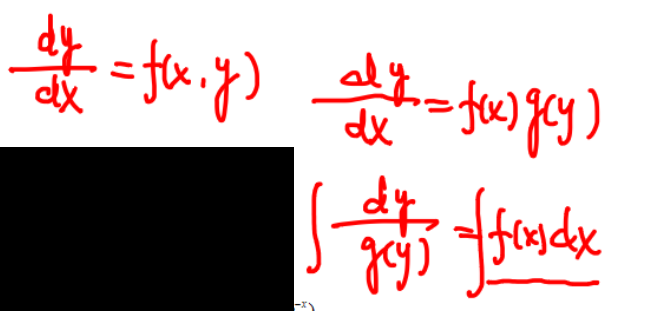 dy/dx = f(x,y)
dy/dx = f(x)g(y)
∫ dy/g(y) = ∫ f(x)dx
-x)